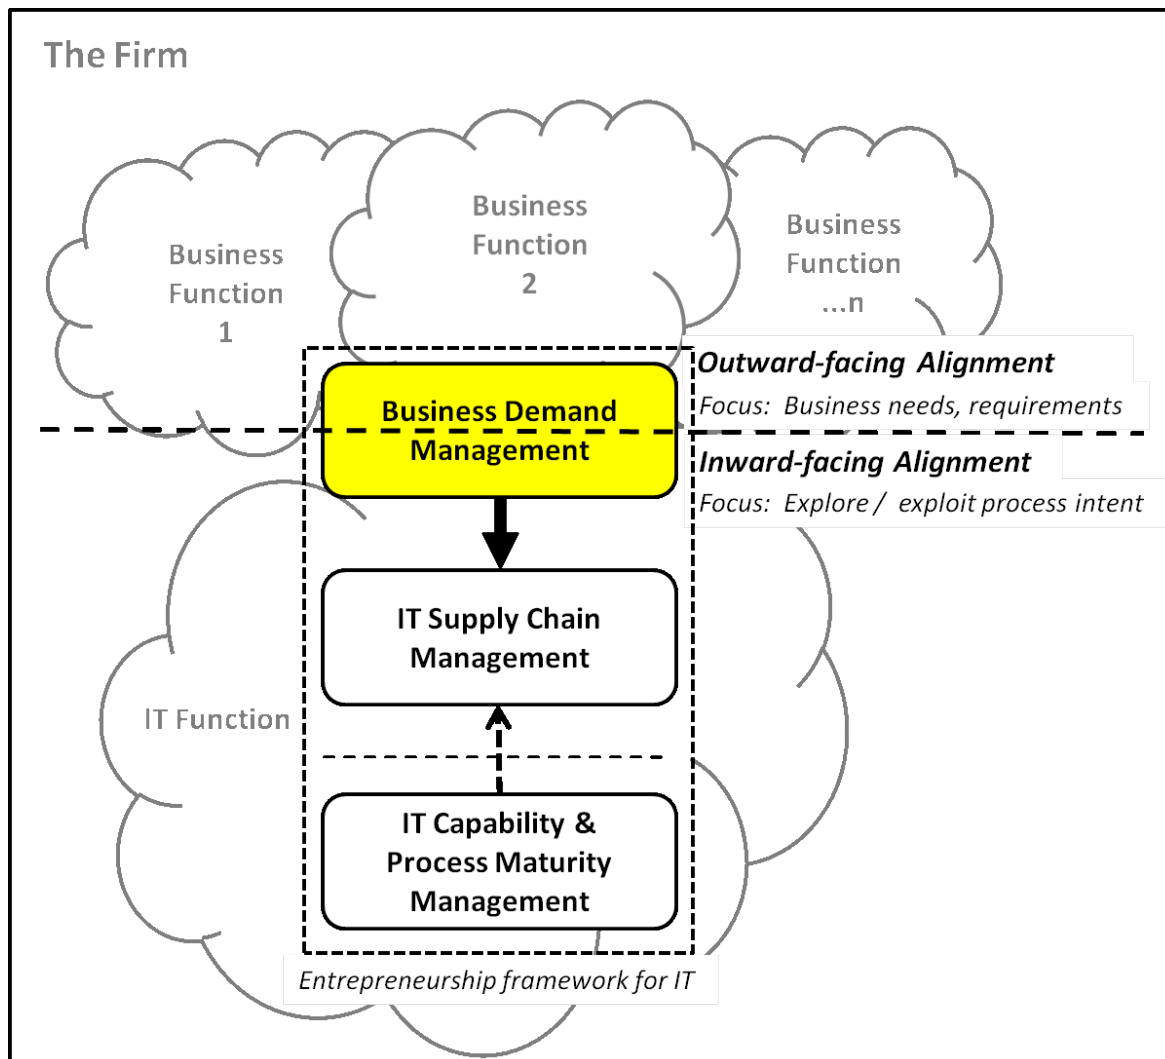 The Firm
Business
Function
1
Business
Function
2
Business
Function
...n
Business Demand
Management
Outward-facing Alignment
Focus: Business needs, requirements
Inward-facing Alignment
Focus: Explore / exploit process intent
IT Supply Chain
Management
IT Function
IT Capability &
Process Maturity
Management
Entrepreneurship framework for IT